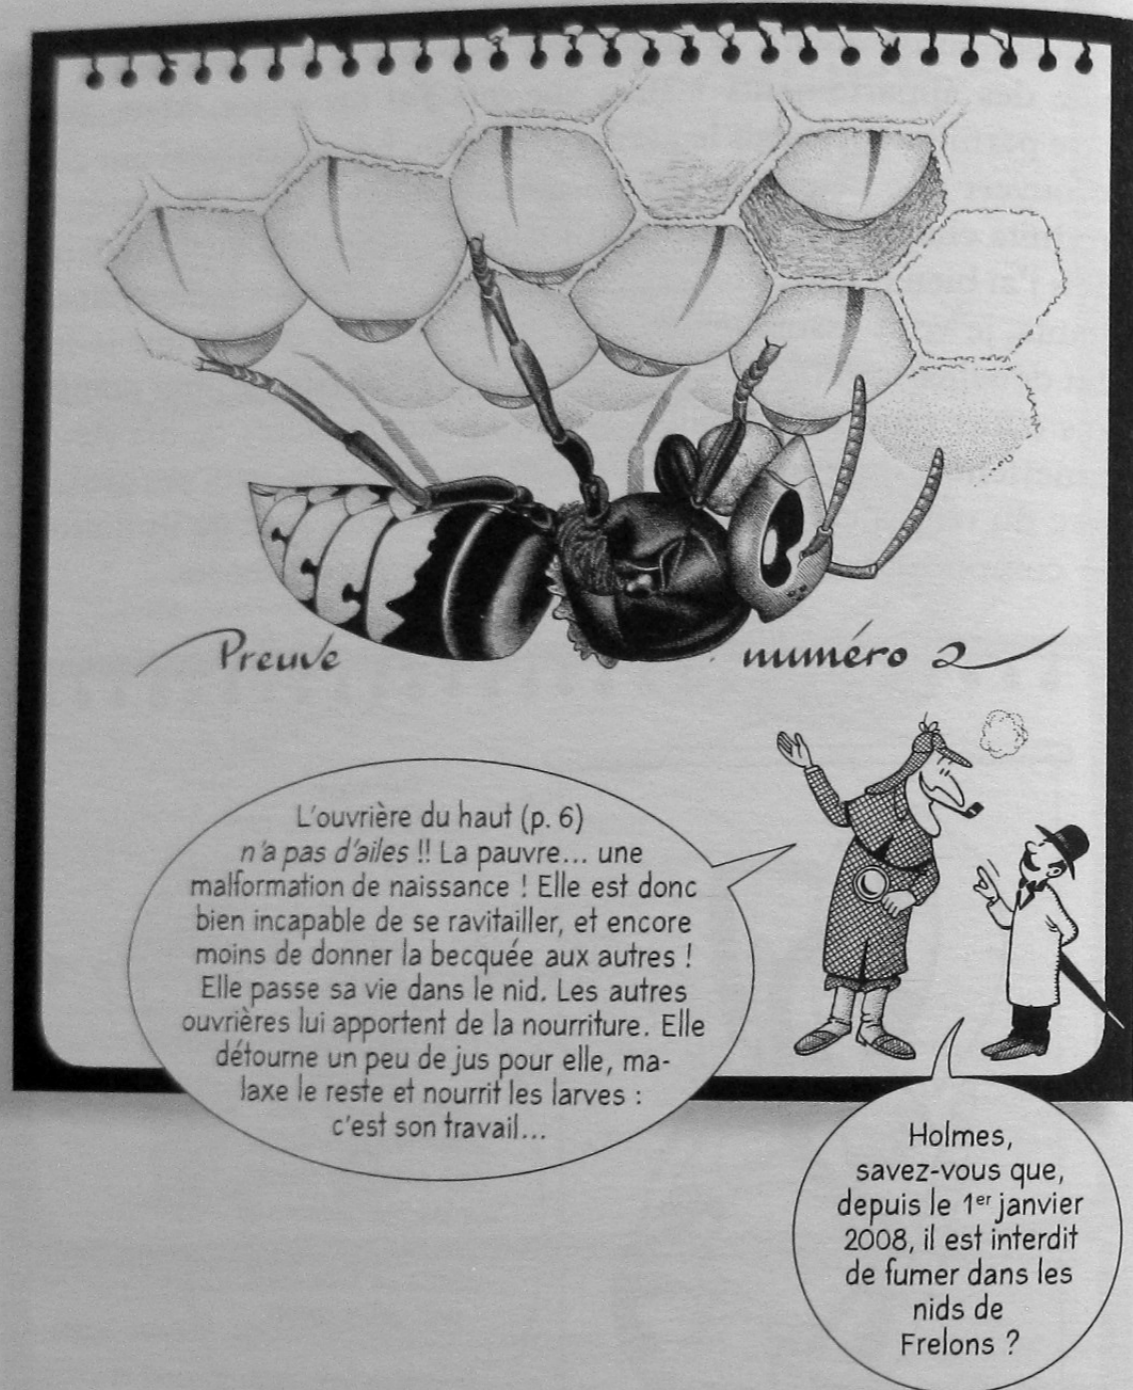 Preuve numéro 2
L'ouvrière du haut (p. 6)
n'a pas d'ailes !! La pauvre... une
malformation de naissance ! Elle est donc
bien incapable de se ravitailler, et encore
moins de donner la becquée aux autres !
Elle passe sa vie dans le nid. Les autres
ouvrières lui apportent de la nourriture. Elle
détourne un peu de jus pour elle, ma-
laxe le reste et nourrit les larves :
c'est son travail...
Holmes,
savez-vous que,
depuis le 1er janvier
2008, il est interdit
de fumer dans les
nids de
Frelons ?